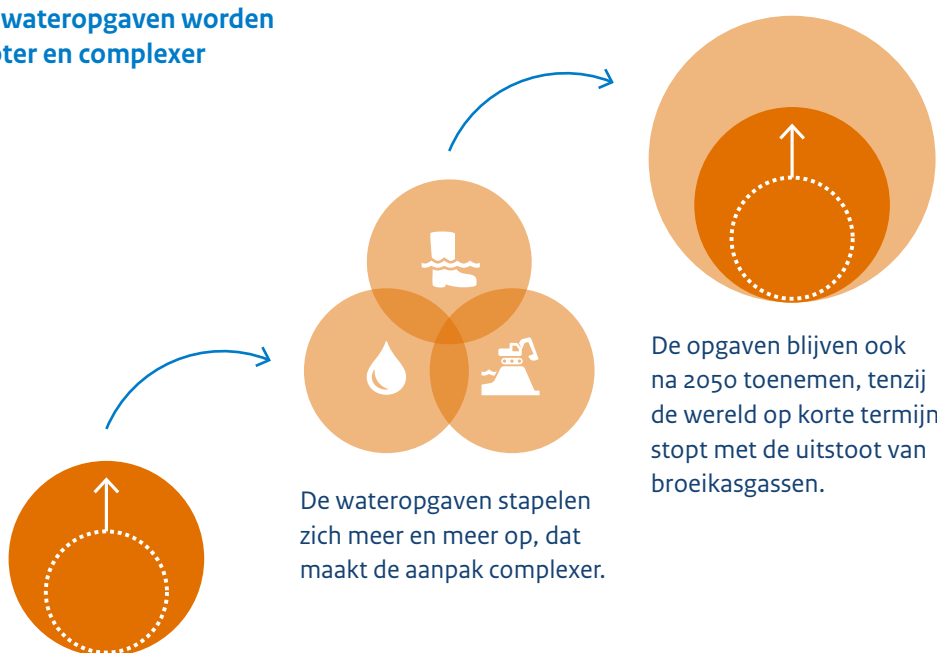 wateropgaven worden
ter en complexer
De wateropgaven stapelen
zich meer en meer op, dat
maakt de aanpak complexer.
De opgaven blijven ook
na 2050 toenemen, tenzij
de wereld op korte termijn
stopt met de uitstoot van
broeikasgassen.